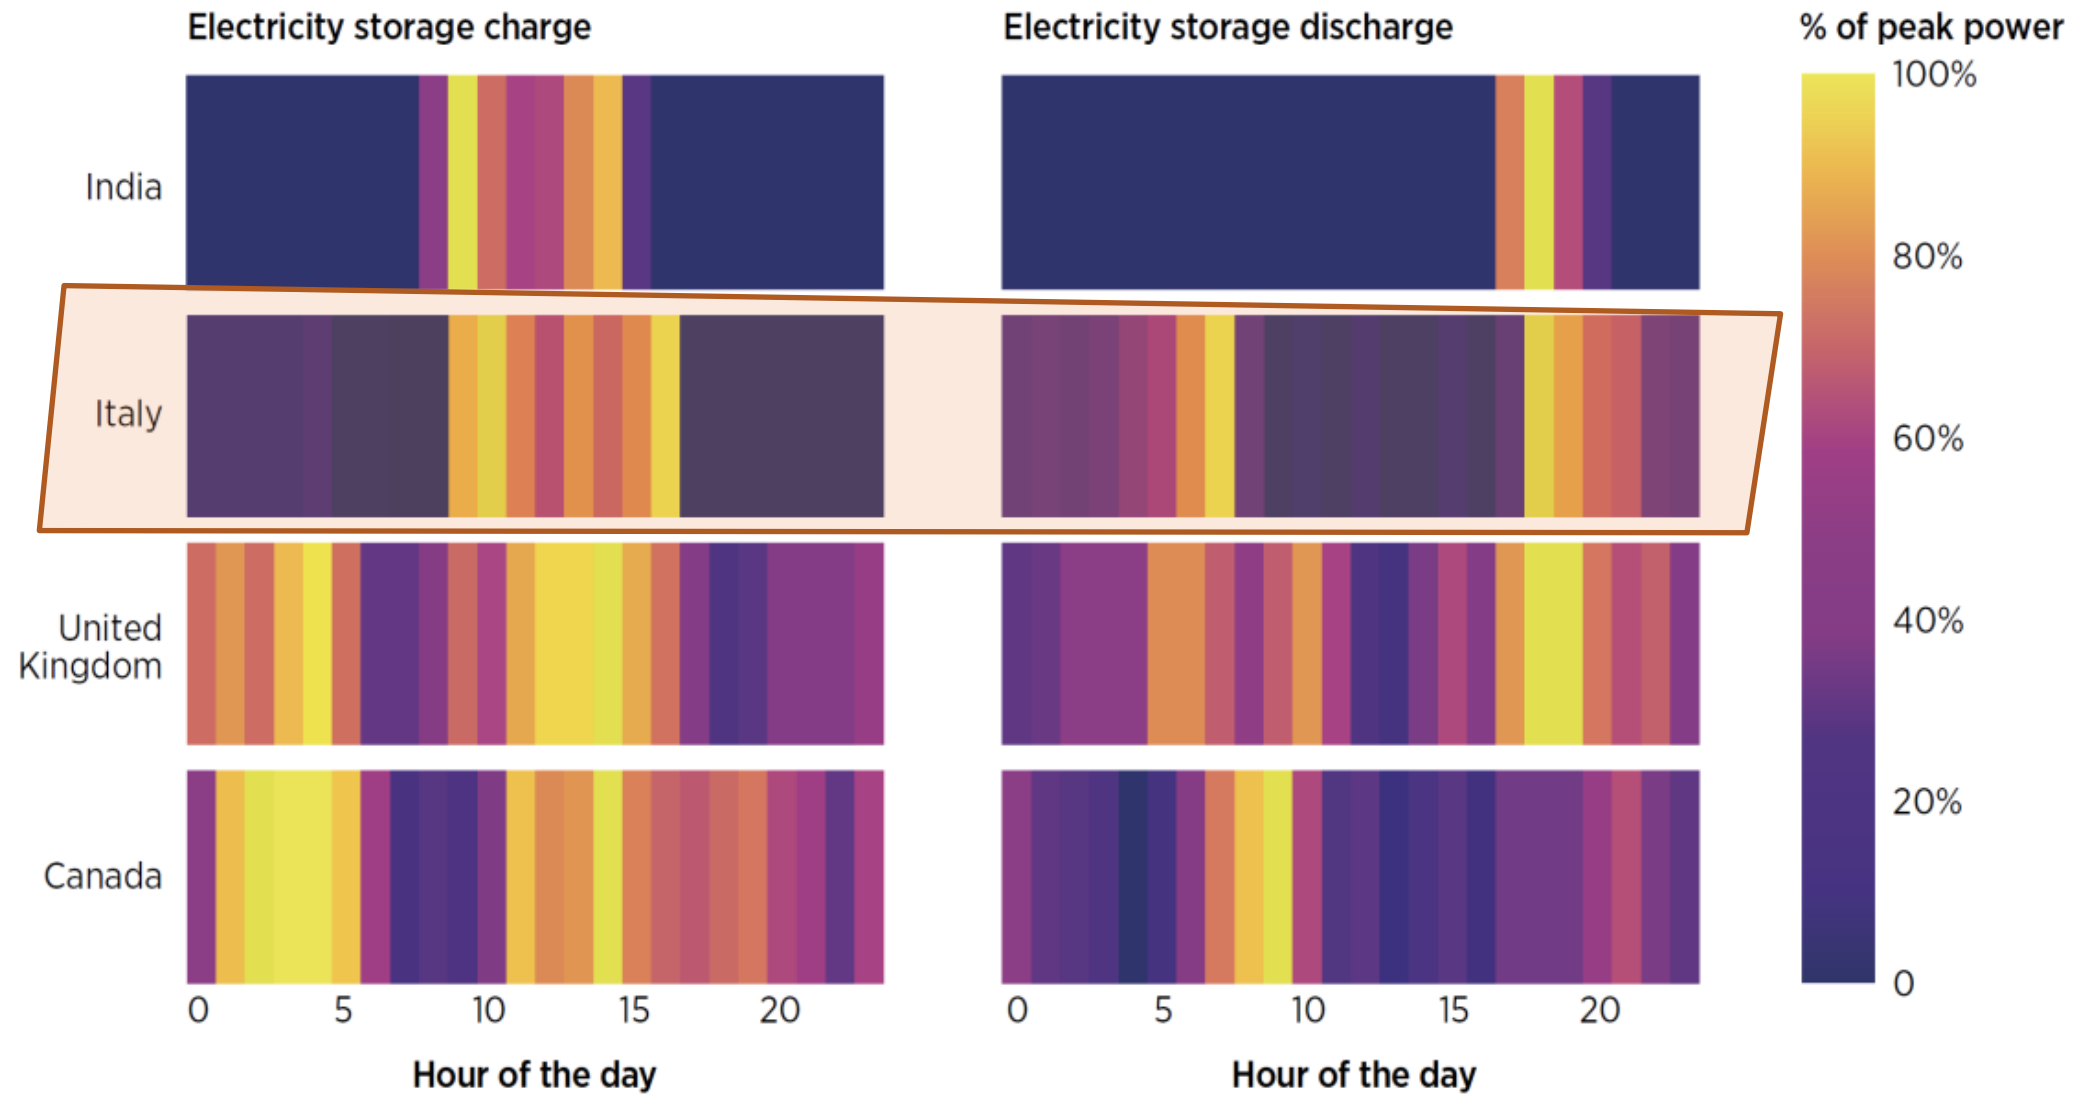 Electricity storage charge
Electricity storage discharge
% of peak power
100%
80%
60%
40%
20%
0
India
Italy
United
Kingdom
Canada
0 5 10 15 20
0 5 10 15 20
Hour of the day
Hour of the day